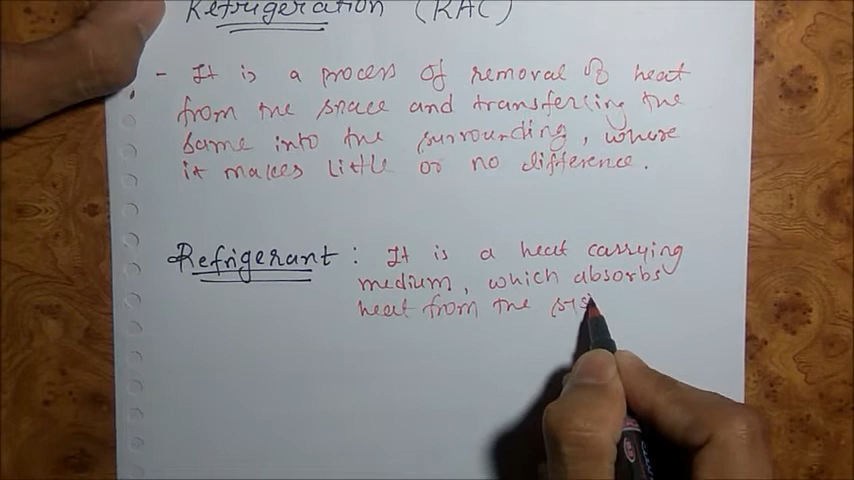 Refrigeration (RAC)
- It is a process of removal of heat
from the space and transfercing the
same into the surrounding, where
it makes little or no difference.
Refrigerant : It is a heat carrying
medium, which absorbs
heat from the